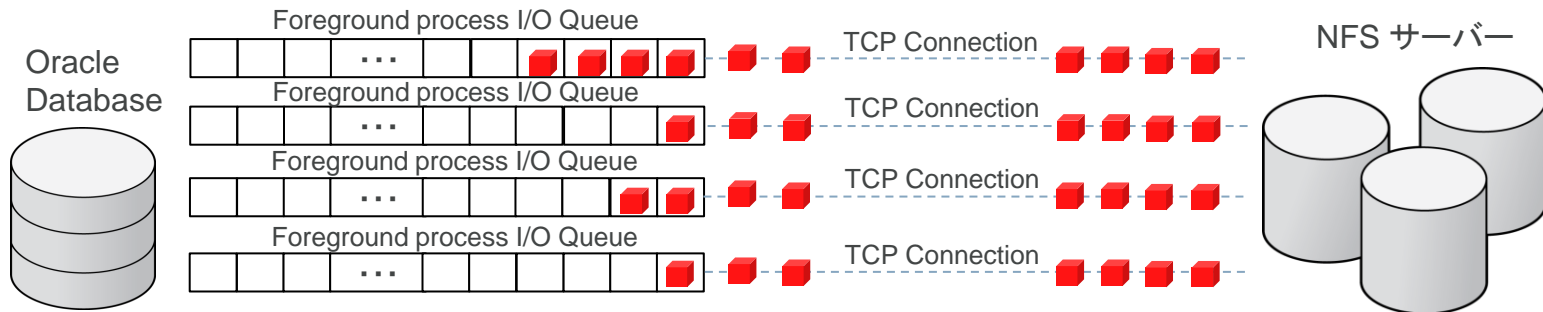 Foreground process I/O Queue
Oracle
Database
...
TCP Connection
NFS サーバー
Foreground process I/O Queue
...
TCP Connection
Foreground process I/O Queue
...
TCP Connection
Foreground process I/O Queue
...
TCP Connection